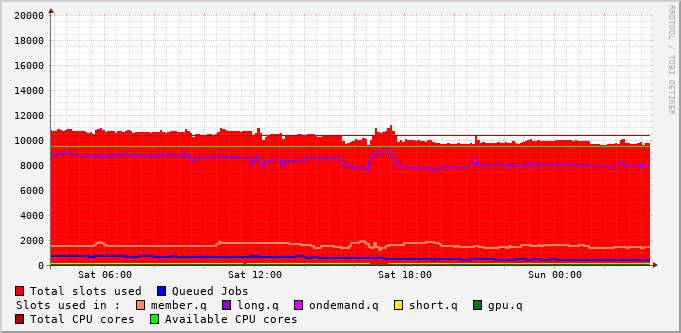 20000
18000
16000
14000
12000
10000
8000
6000
4000
2000
0
Sat 06:00 Sat 12:00 Sat 18:00 Sun 00:00
Total slots used Queued Jobs
Slots used in : member.q long.q ondemand.q short.q gpu.q
Total CPU cores Available CPU cores
RRDTOOL / TOBI OETIKER